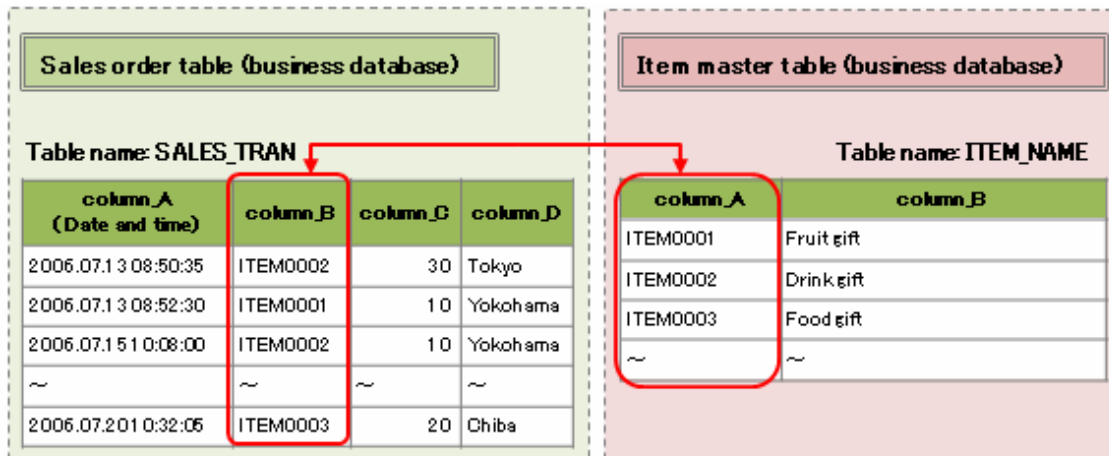 Sales order table (business database)
Table name: SALES_TRAN
column_A (Date and time) column_B column_C column_D
2006.07.13 08:50:35 ITEM0002 30 Tokyo
2006.07.13 08:52:30 ITEM0001 10 Yokohama
2006.07.15 10:08:00 ITEM0002 10 Yokohama
~ ~ ~ ~
2006.07.20 10:32:05 ITEM0003 20 Chiba
Item master table (business database)
Table name: ITEM_NAME
column_A column_B
ITEM0001 Fruit gift
ITEM0002 Drink gift
ITEM0003 Food gift
~ ~